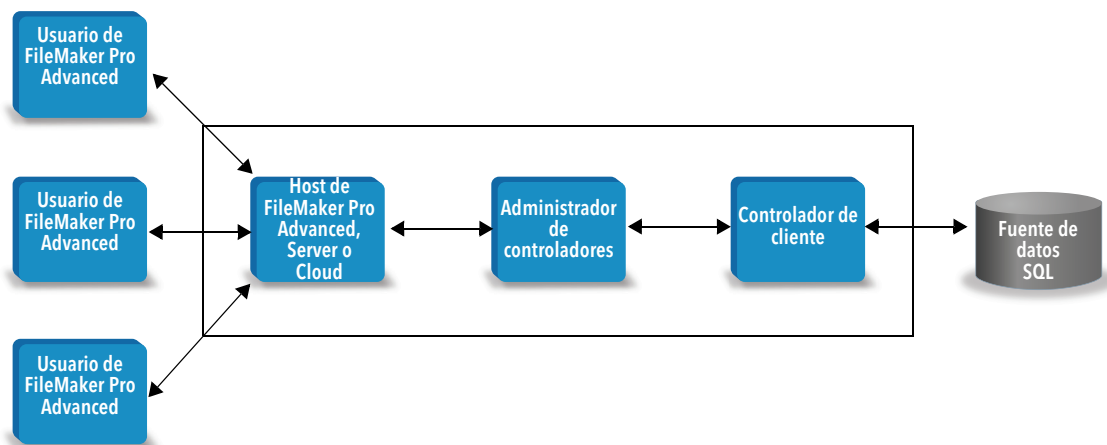 Usuario de
FileMaker Pro
Advanced
Usuario de
FileMaker Pro
Advanced
Host de
FileMaker Pro
Advanced,
Server o
Cloud
Administrador
de
controladores
Controlador de
cliente
Fuente de
datos
SQL
Usuario de
FileMaker Pro
Advanced